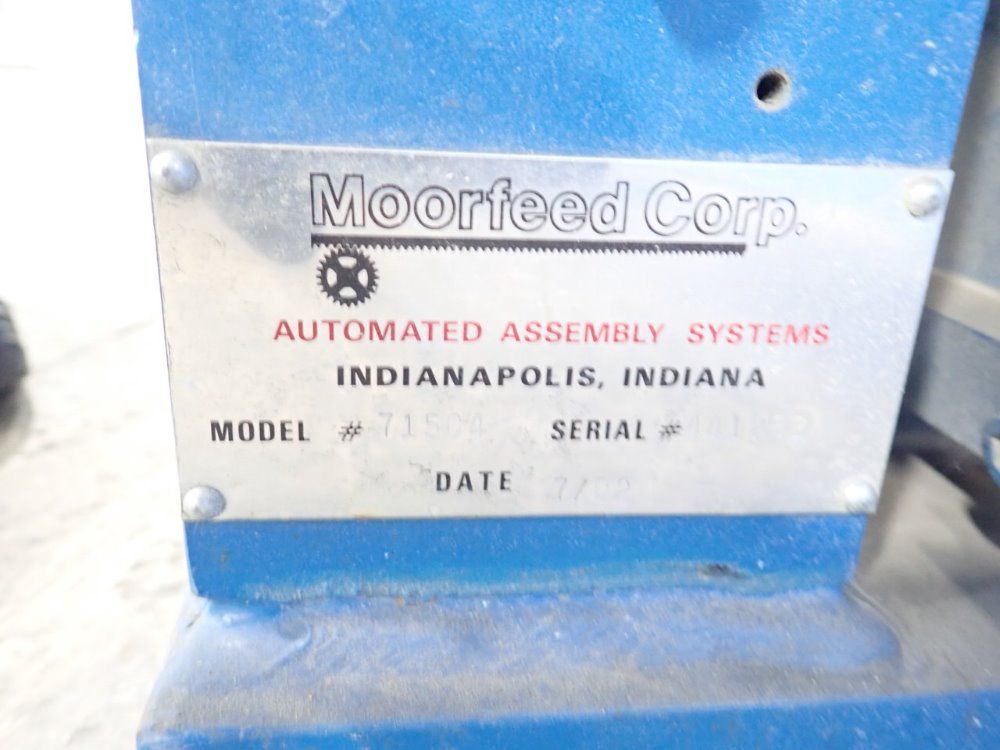 Moorfeed Corp.
AUTOMATED ASSEMBLY SYSTEMS
INDIANAPOLIS, INDIANA
MODEL # SERIAL #
DATE